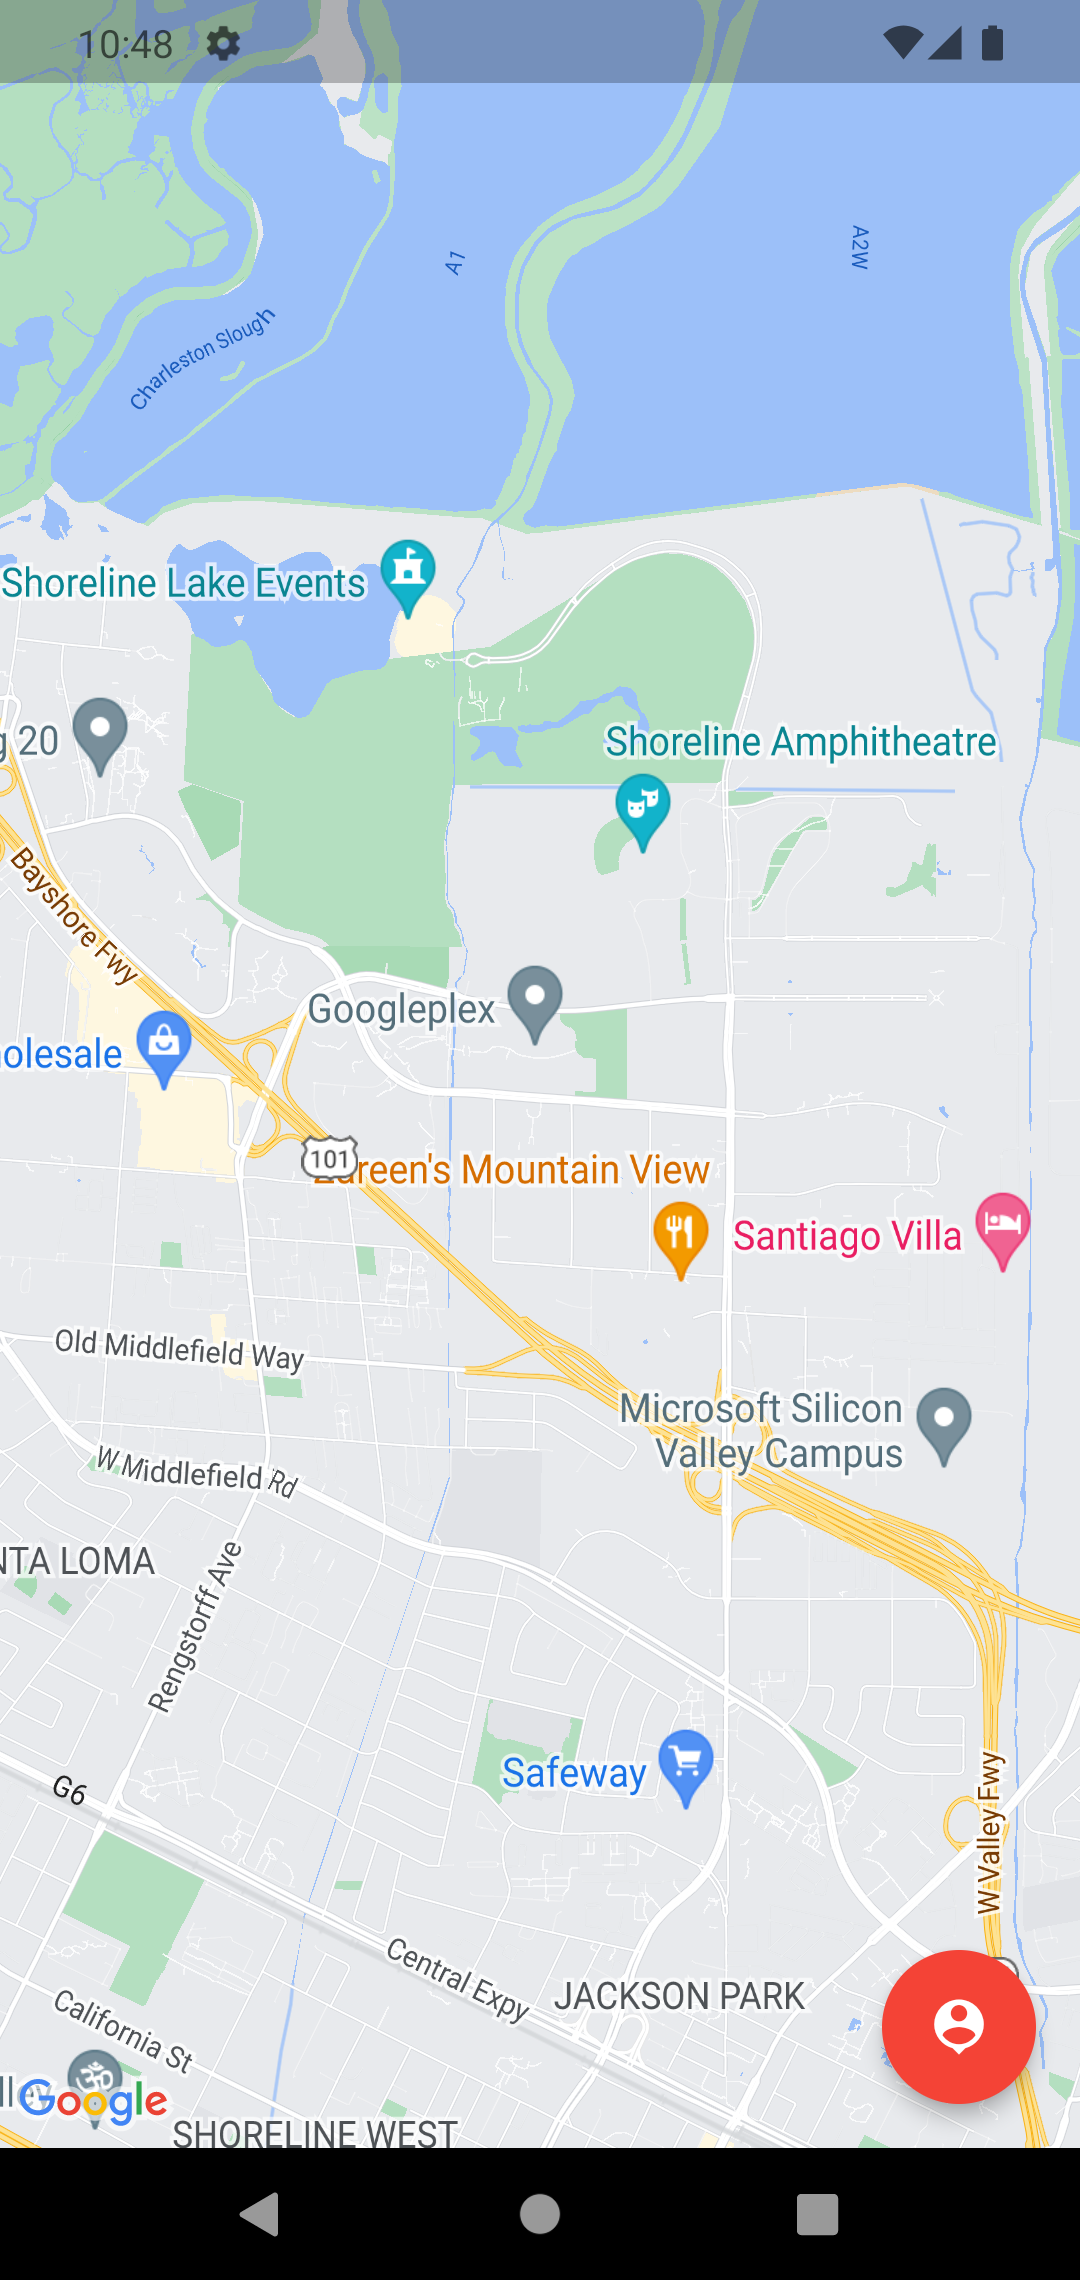 10:48
A1
A2W
Charleston Slough
Shoreline Lake Events
20
Shoreline Amphitheatre
Bayshore Fwy
Googleplex
olesale
101
reen's Mountain View
Santiago Villa
Old Middlefield Way
Microsoft Silicon
Valley Campus
W Middlefield Rd
NTA LOMA
Rengstorff Ave
Safeway
G6
W Valley Fwy
Central Expy
JACKSON PARK
California St
Google
SHORELINE WEST